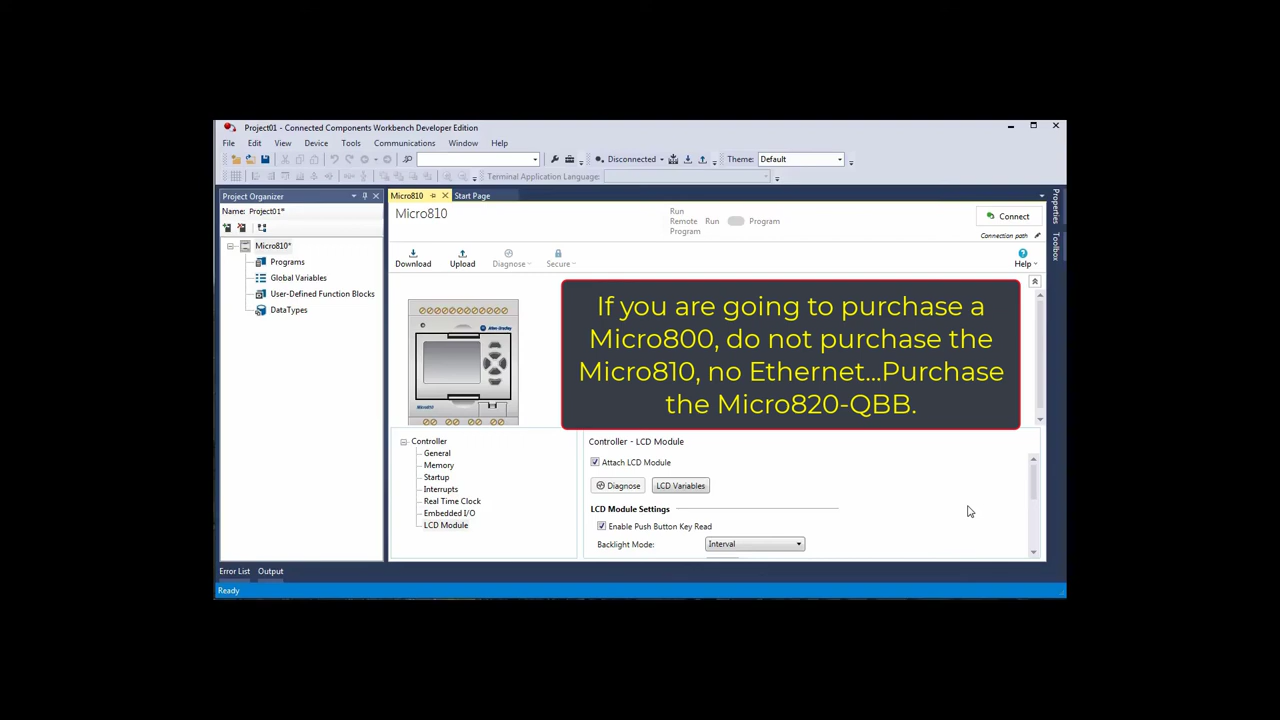 Project01 - Connected Components Workbench Developer Edition
File Edit View Device Tools Communications Window Help
Disconnected Theme: Default
Terminal Application Language:
Project Organizer
Name: Project01*
Micro810*
Programs
Global Variables
User-Defined Function Blocks
DataTypes
Micro810 Start Page
Micro810
Run
Remote
Program
Run Program
Connect
Connection path
Download Upload Diagnose Secure Help
Allen-Bradley
Micro810
If you are going to purchase a
Micro800, do not purchase the
Micro810, no Ethernet...Purchase
the Micro820-QBB.
Controller
General
Memory
Startup
Interrupts
Real Time Clock
Embedded I/O
LCD Module
Controller - LCD Module
Attach LCD Module
Diagnose LCD Variables
LCD Module Settings
Enable Push Button Key Read
Backlight Mode: Interval
Properties
Toolbox
Error List Output
Ready